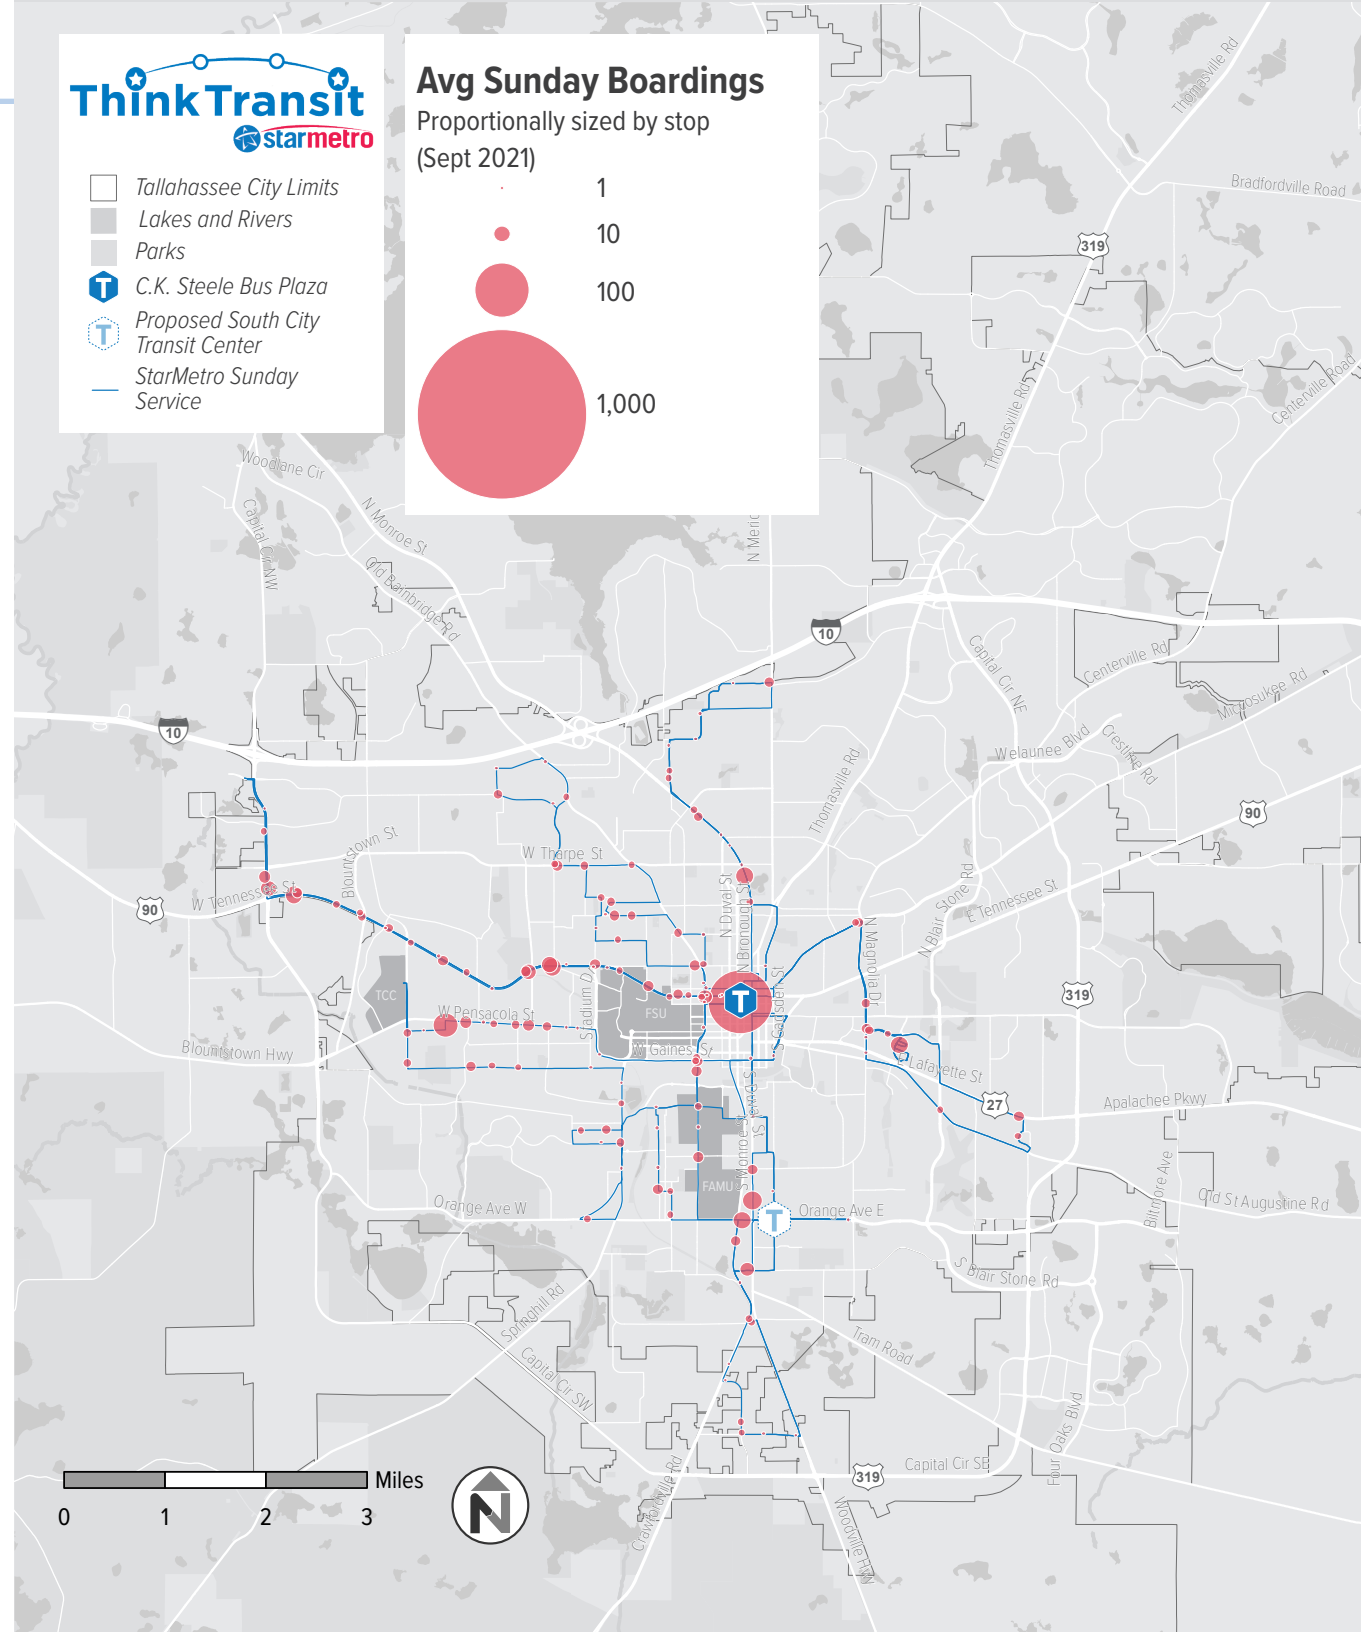 ThinkTransit
starmetro
Tallahassee City Limits
Lakes and Rivers
Parks
T
C.K. Steele Bus Plaza
T
Proposed South City
Transit Center
StarMetro Sunday
Service
Avg Sunday Boardings
Proportionally sized by stop
(Sept 2021)
1
10
100
1,000
Thomasville Rd
Bradfordville Road
319
Centerville Road
Thomasville Rd
Woodlane Cir
N Monroe St
Capital Cir NW
Old Bainbridge Rd
N Meric
10
Capital Cir NE
Centerville Rd
Miccosukee Rd
10
Welaunee Blvd
Crestline Rd
Thomasville Rd
90
Blountstown St
W Tharpe St
W Tennessee St
90
N Duval St
N Bronough St
N Magnolia Dr
N Blair Stone Rd
E Tennessee St
319
TCC
W Pensacola St
Stadium Dr
FSU
T
S Gadsden St
Blountstown Hwy
W Gaines St
E Lafayette St
27
Apalachee Pkwy
S Monroe St
FAMU
Orange Ave W
T
Orange Ave E
Biltmore Ave
Old St Augustine Rd
S Blair Stone Rd
Springhill Rd
Tram Road
Capital Cir SW
Four Oaks Blvd
Capital Cir SE
319
Crawfordville Rd
Woodville Hwy
Miles
0 1 2 3
N